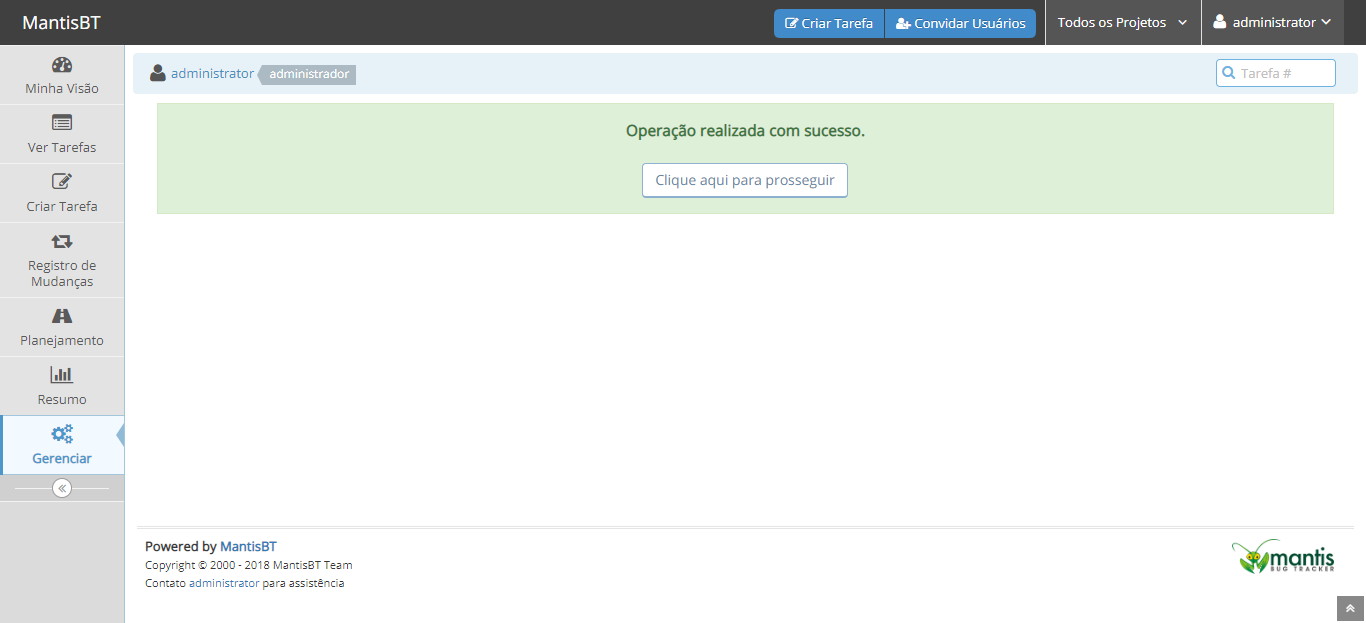 MantisBT
Criar Tarefa
Convidar Usuários
Todos os Projetos
administrator
Minha Visão
Ver Tarefas
Criar Tarefa
Registro de
Mudanças
Planejamento
Resumo
Gerenciar
administrator administrador
Tarefa #
Operação realizada com sucesso.
Clique aqui para prosseguir
Powered by MantisBT
Copyright © 2000 - 2018 MantisBT Team
Contato administrator para assistência
mantis
BUG TRACKER